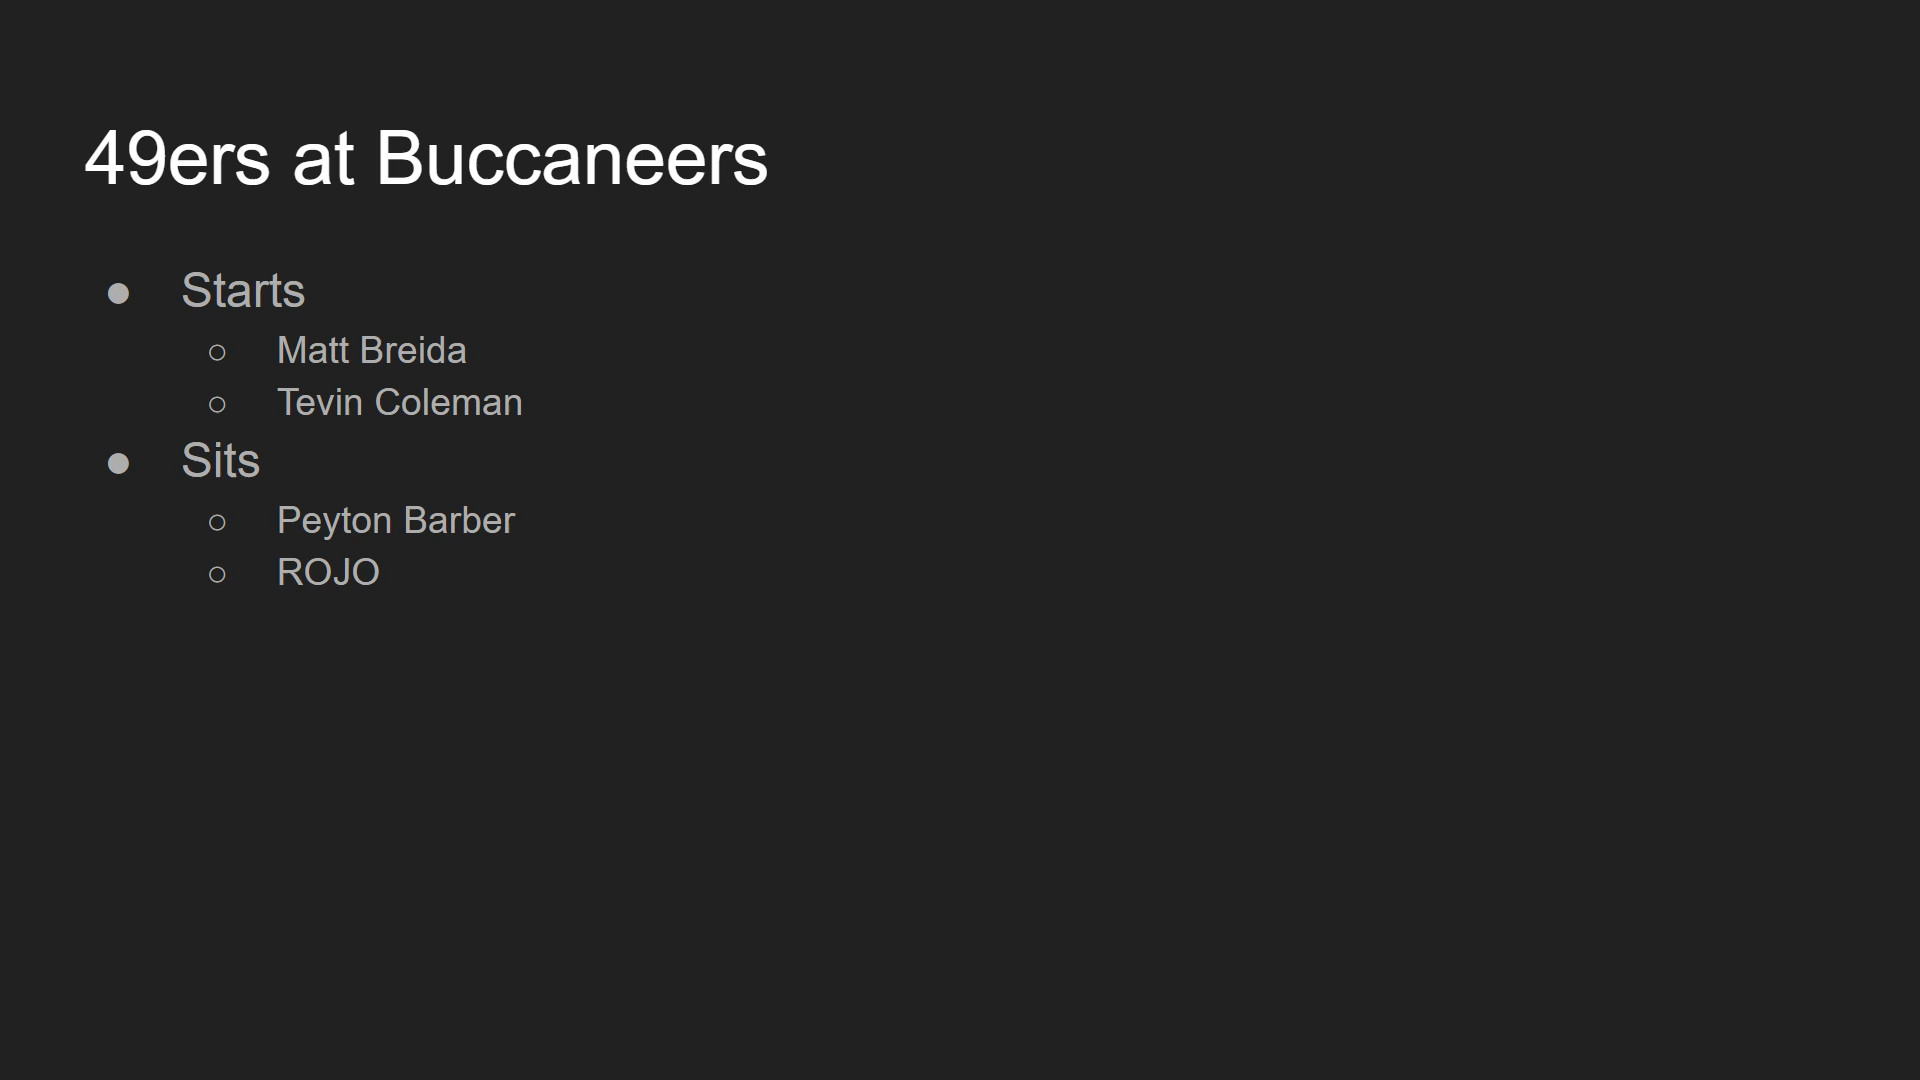 49ers at Buccaneers
● Starts
○ Matt Breida
○ Tevin Coleman
● Sits
○ Peyton Barber
○ ROJO